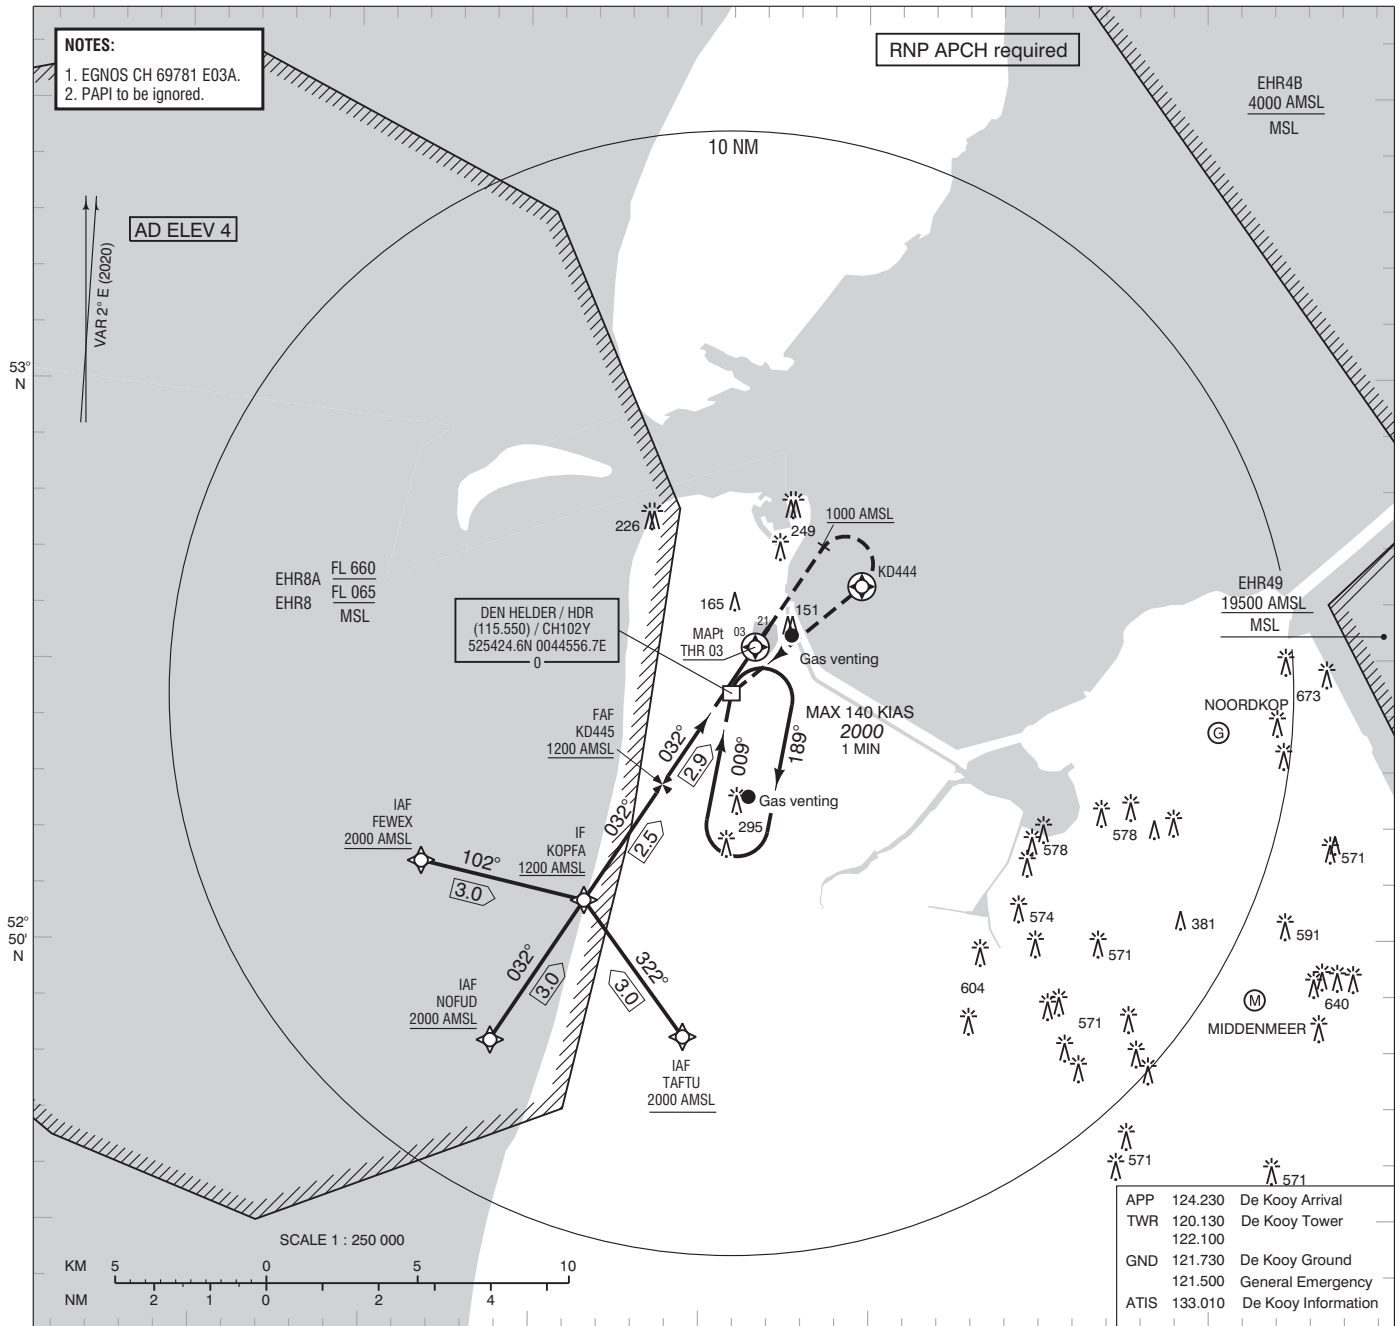 NOTES:
1. EGNOS CH 69781 E03A.
2. PAPI to be ignored.
RNP APCH required
EHR4B
4000 AMSL
MSL
10 NM
AD ELEV 4
VAR 2° E (2020)
53°
N
226
249
1000 AMSL
KD444
EHR8A FL 660
FL 065
EHR8
MSL
EHR49
19500 AMSL
MSL
DEN HELDER / HDR
(115.550) / CH102Y
525424.6N 0044556.7E
0
165
151
21
03
MAPt
THR 03
Gas venting
673
NOORDKOP
G
FAF
KD445
1200 AMSL
032°
2.9
009°
189°
MAX 140 KIAS
2000
1 MIN
Gas venting
295
IAF
FEWEX
2000 AMSL
102°
3.0
IF
KOPFA
1200 AMSL
032°
2.5
578
578
571
574
381
591
571
52°
50'
N
032°
3.0
322°
3.0
IAF
NOFUD
2000 AMSL
IAF
TAFTU
2000 AMSL
604
571
640
M
MIDDENMEER
571
571
SCALE 1 : 250 000
KM 5 0 5 10
NM 2 1 0 2 4
APP 124.230 De Kooy Arrival
TWR 120.130 De Kooy Tower
122.100
GND 121.730 De Kooy Ground
121.500 General Emergency
ATIS 133.010 De Kooy Information